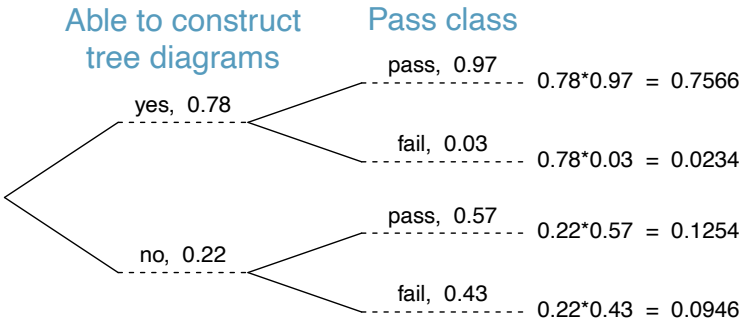 Able to construct
tree diagrams
Pass class
yes, 0.78
pass, 0.97
0.78*0.97 = 0.7566
fail, 0.03
0.78*0.03 = 0.0234
no, 0.22
pass, 0.57
0.22*0.57 = 0.1254
fail, 0.43
0.22*0.43 = 0.0946